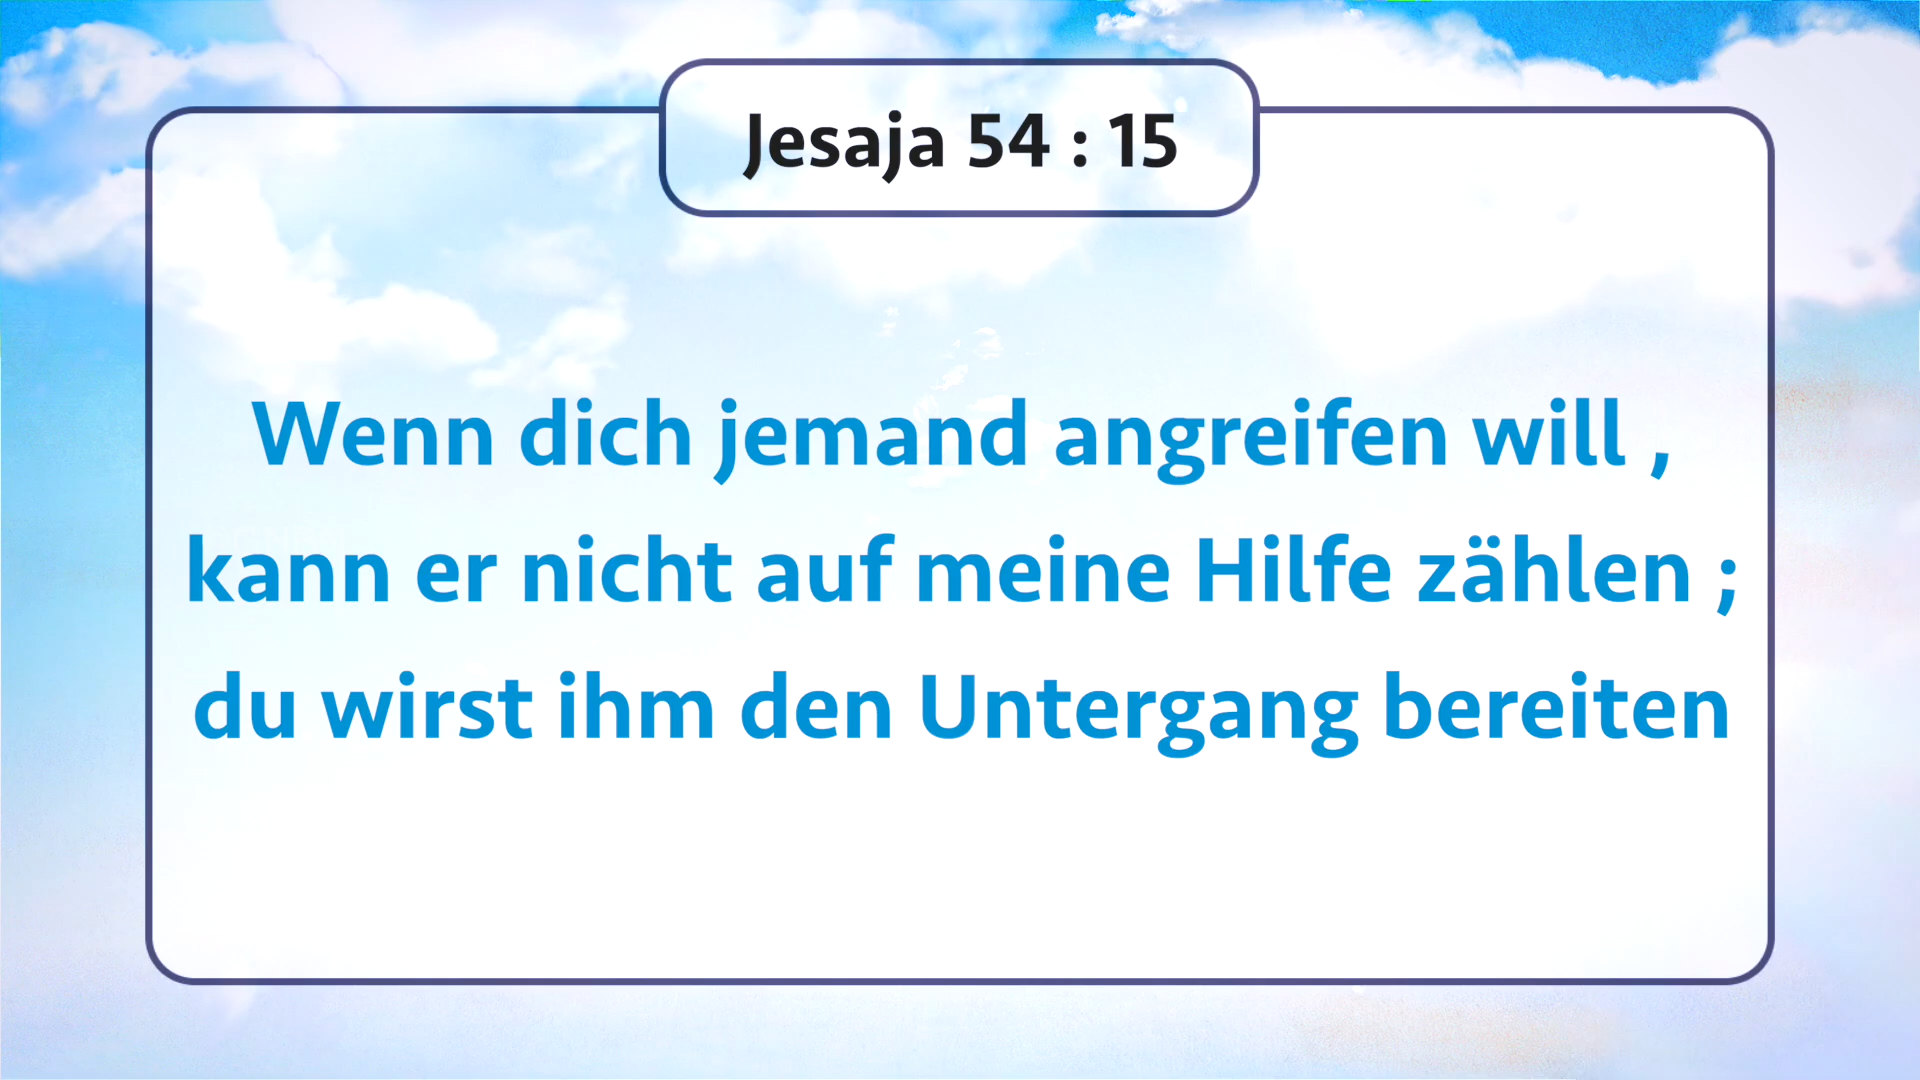 Jesaja 54 : 15
Wenn dich jemand angreifen will ,
kann er nicht auf meine Hilfe zählen ;
du wirst ihm den Untergang bereiten